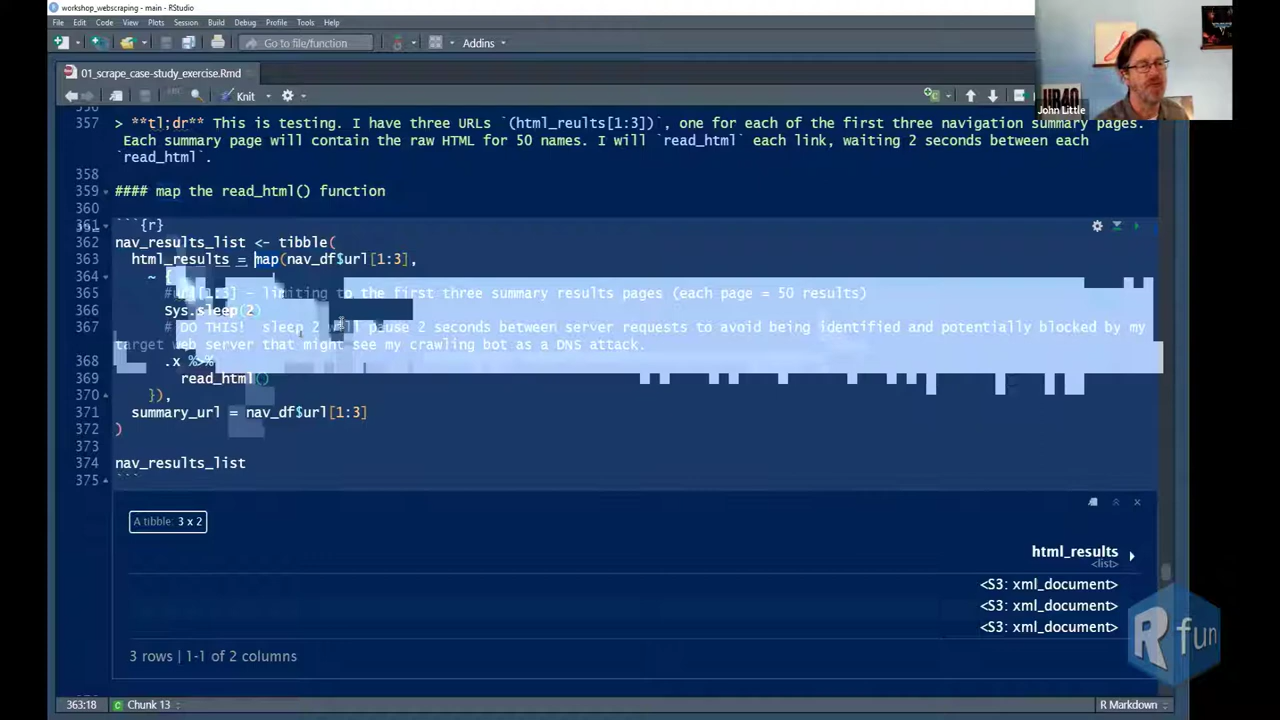 workshop_webscraping - main - RStudio
File Edit Code View Plots Session Build Debug Profile Tools Help
Go to file/function
Addins
01_scrape_case-study_exercise.Rmd
Knit
John Little
UB40
357 > **tl;dr** This is testing. I have three URLs `(html_reults[1:3])`, one for each of the first three navigation summary pages.
Each summary page will contain the raw HTML for 50 names. I will `read_html` each link, waiting 2 seconds between each
`read_html`.
358
359 #### map the read_html() function
360
361 ```{r}
362 nav_results_list <- tibble(
363 html_results = map(nav_df$url[1:3],
364 ~ {
365 #url[1:3] - limiting to the first three summary results pages (each page = 50 results)
366 Sys.sleep(2)
367 # DO THIS! sleep 2 will pause 2 seconds between server requests to avoid being identified and potentially blocked by my
target web server that might see my crawling bot as a DNS attack.
368 .x %>%
369 read_html()
370 }),
371 summary_url = nav_df$url[1:3]
372 )
373
374 nav_results_list
375 ```
A tibble: 3 x 2
html_results
<list>
<S3: xml_document>
<S3: xml_document>
<S3: xml_document>
3 rows | 1-1 of 2 columns
R fun
363:18 Chunk 13 R Markdown